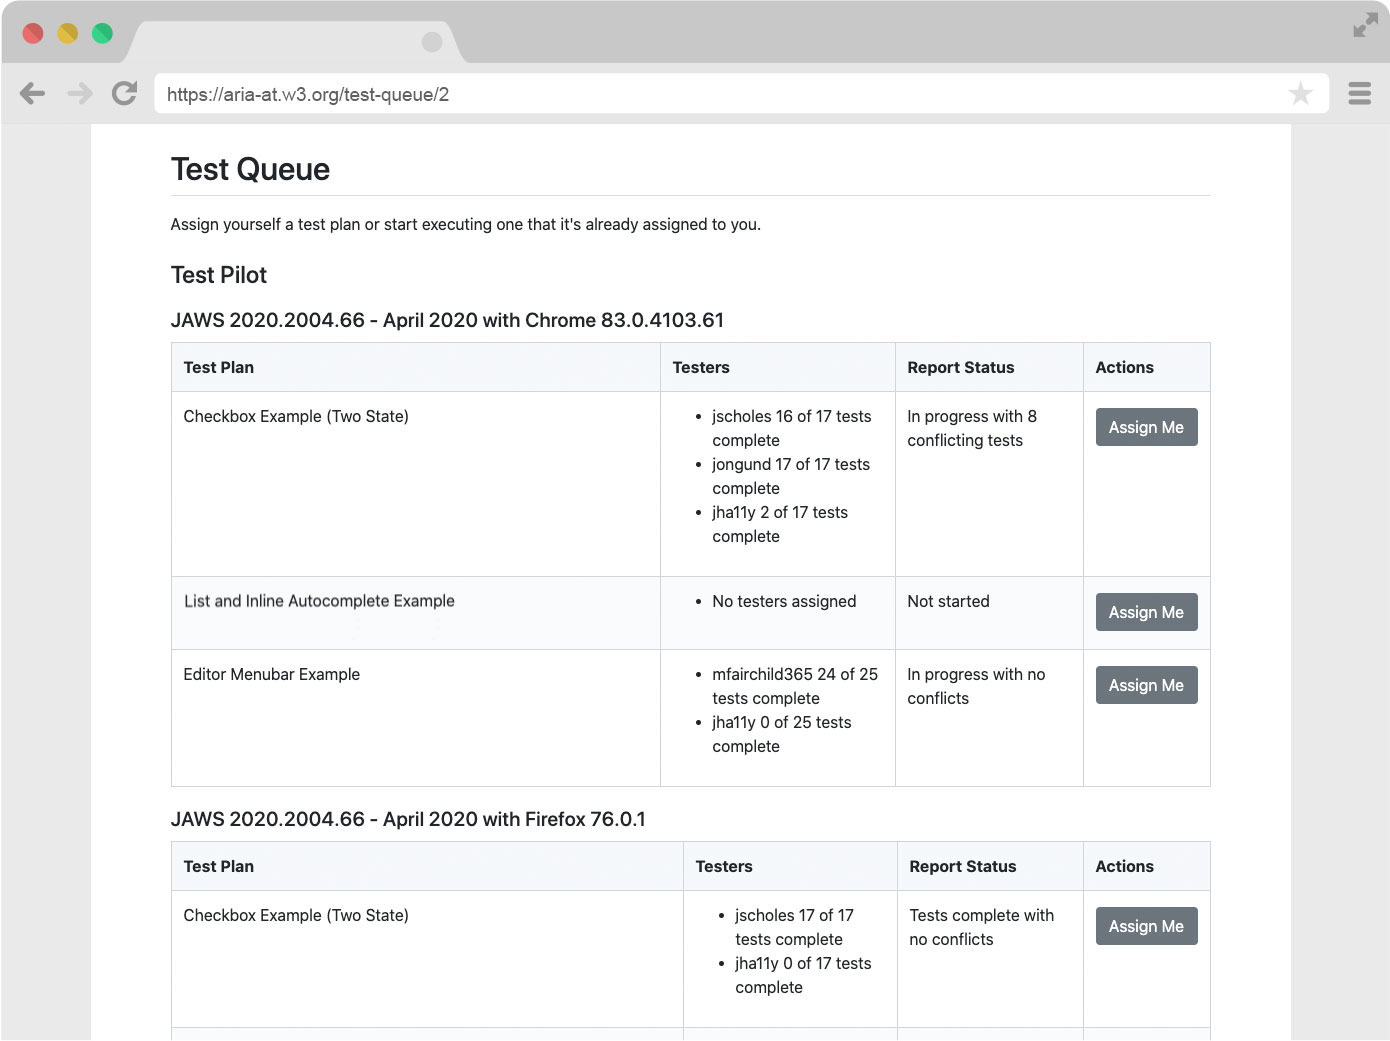 https://aria-at.w3.org/test-queue/2
Test Queue
Assign yourself a test plan or start executing one that it's already assigned to you.
Test Pilot
JAWS 2020.2004.66 - April 2020 with Chrome 83.0.4103.61
Test Plan
Testers
Report Status
Actions
Checkbox Example (Two State)
jscholes 16 of 17 tests
complete
jongund 17 of 17 tests
complete
jha11y 2 of 17 tests
complete
In progress with 8
conflicting tests
Assign Me
List and Inline Autocomplete Example
No testers assigned
Not started
Assign Me
Editor Menubar Example
mfairchild365 24 of 25
tests complete
jha11y 0 of 25 tests
complete
In progress with no
conflicts
Assign Me
JAWS 2020.2004.66 - April 2020 with Firefox 76.0.1
Test Plan
Testers
Report Status
Actions
Checkbox Example (Two State)
jscholes 17 of 17
tests complete
jha11y 0 of 17 tests
complete
Tests complete with
no conflicts
Assign Me